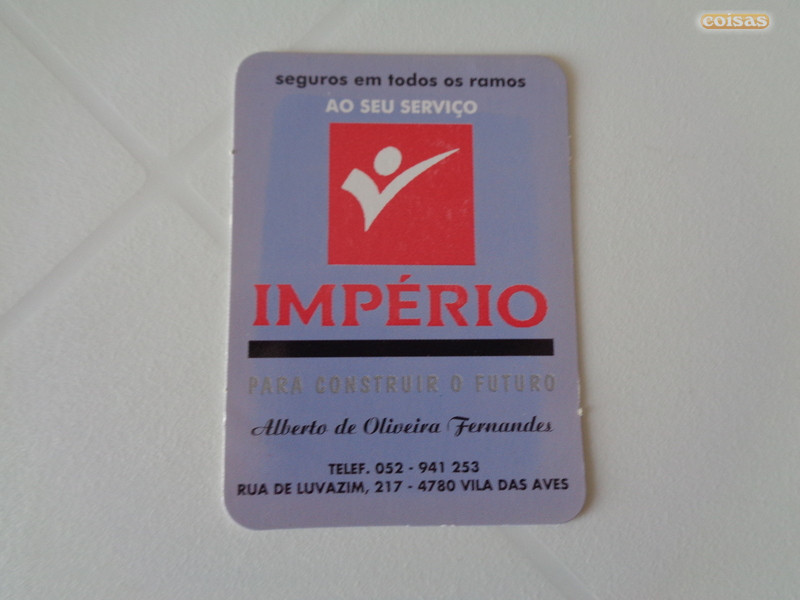 coisas
seguros em todos os ramos
AO SEU SERVIÇO
IMPÉRIO
PARA CONSTRUIR O FUTURO
Alberto de Oliveira Fernandes
TELEF. 052 - 941 253
RUA DE LUVAZIM, 217 - 4780 VILA DAS AVES